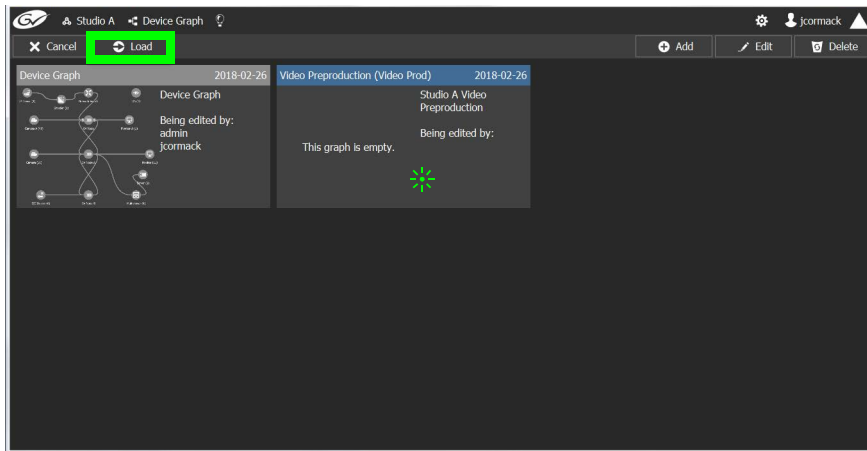 GV Studio A Device Graph jcormack
Cancel Load Add Edit Delete
Device Graph 2018-02-26
Device Graph
Being edited by:
admin
jcormack
Video Preproduction (Video Prod) 2018-02-26
Studio A Video
Preproduction
Being edited by:
This graph is empty.